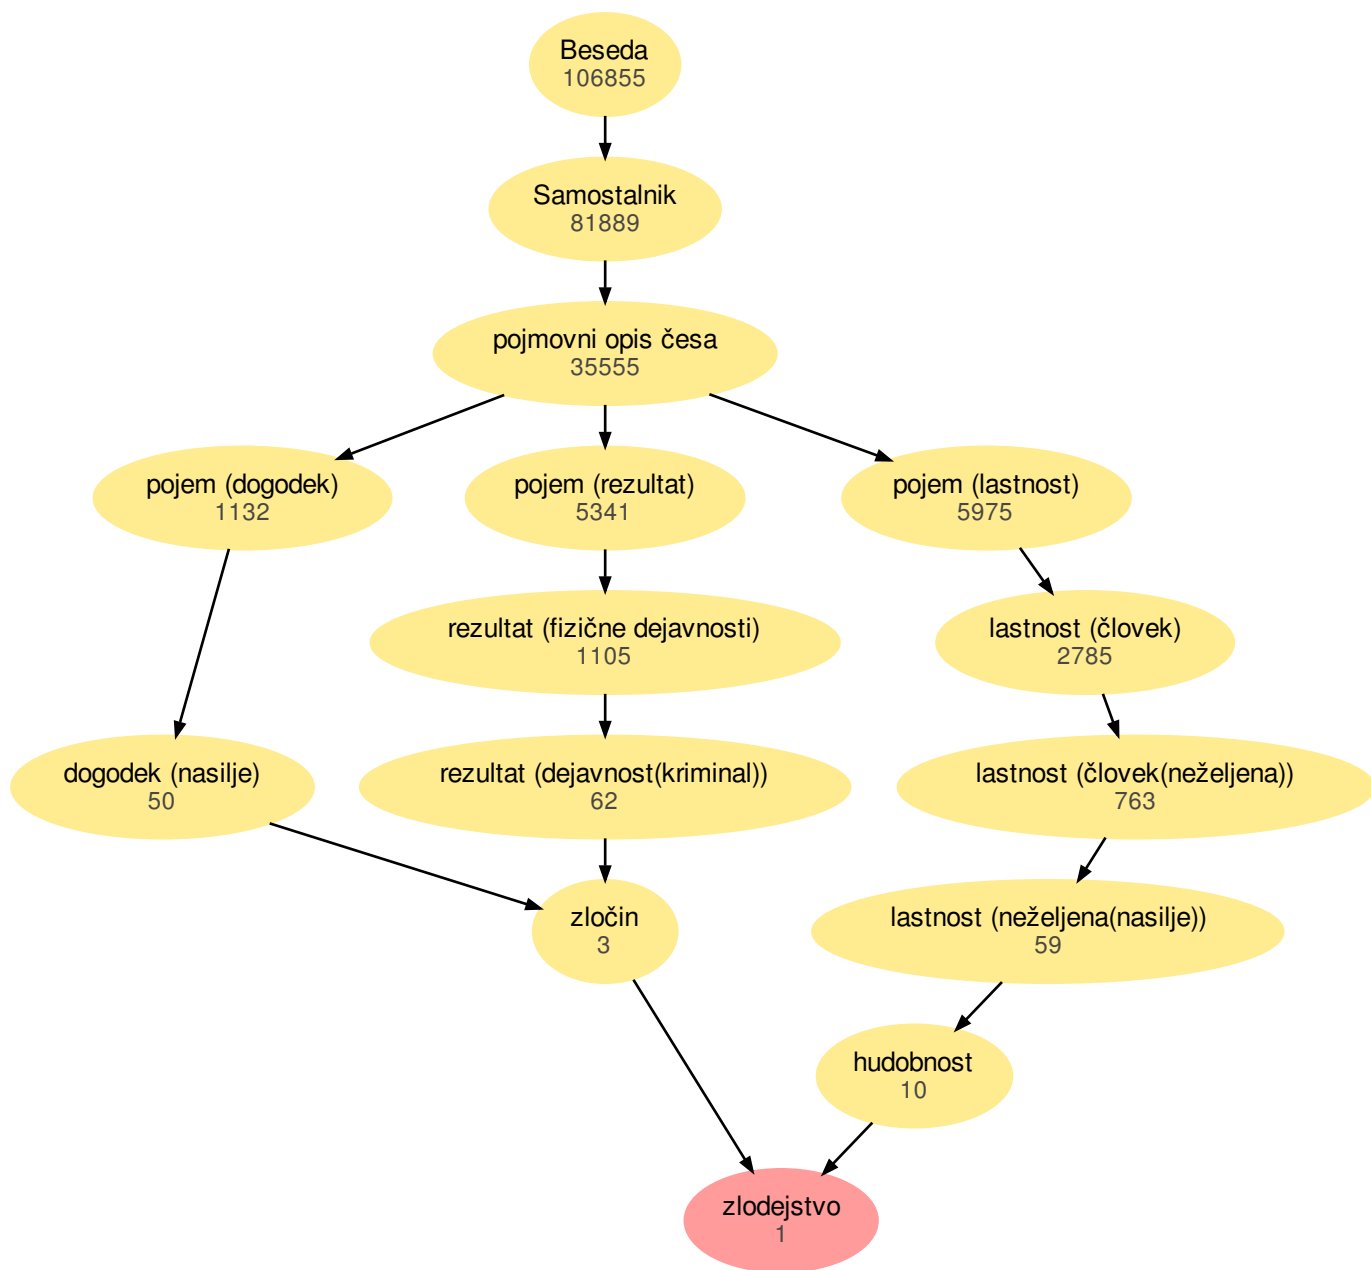 Beseda
106855
Samostalnik
81889
pojmovni opis česa
35555
pojem (dogodek)
1132
pojem (rezultat)
5341
pojem (lastnost)
5975
rezultat (fizične dejavnosti)
1105
lastnost (človek)
2785
dogodek (nasilje)
50
rezultat (dejavnost(kriminal))
62
lastnost (človek(neželjena))
763
zločin
3
lastnost (neželjena(nasilje))
59
hudobnost
10
zlodejstvo
1